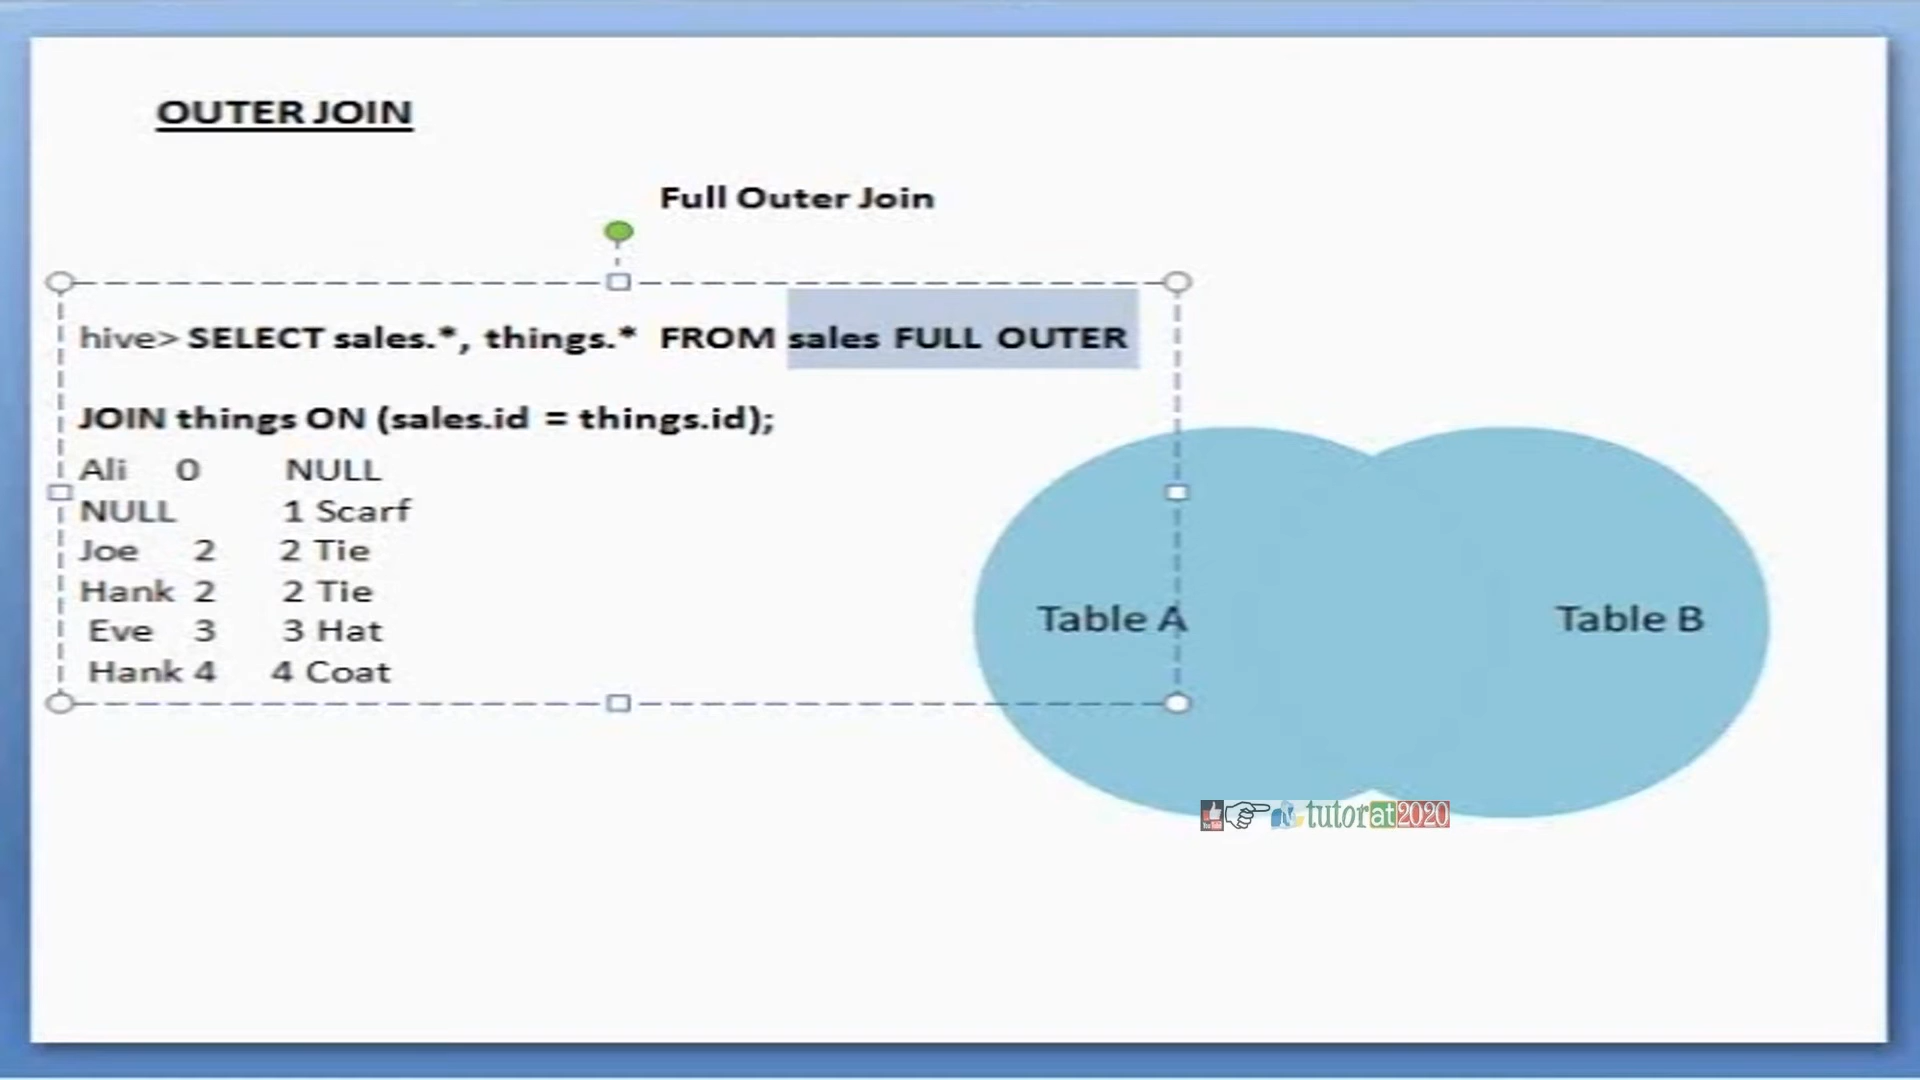 OUTER JOIN
Full Outer Join
hive> SELECT sales.*, things.* FROM sales FULL OUTER
JOIN things ON (sales.id = things.id);
Ali 0 NULL
NULL 1 Scarf
Joe 2 2 Tie
Hank 2 2 Tie
Eve 3 3 Hat
Hank 4 4 Coat
Table A
Table B
tutorat2020